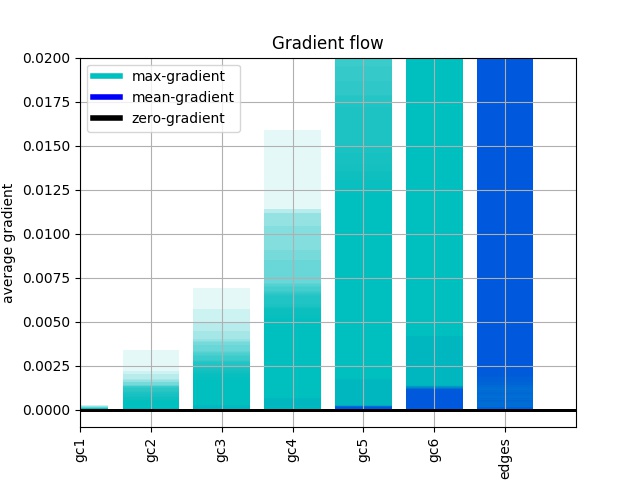 Gradient flow
max-gradient
mean-gradient
zero-gradient
average gradient
0.0200
0.0175
0.0150
0.0125
0.0100
0.0075
0.0050
0.0025
0.0000
gc1
gc2
gc3
gc4
gc5
gc6
edges